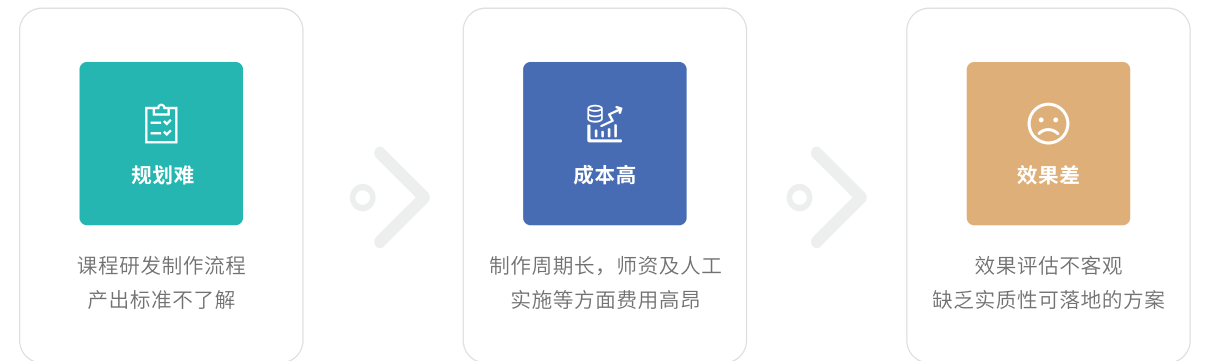 规划难
课程研发制作流程
产出标准不了解
成本高
制作周期长，师资及人工
实施等方面费用高昂
效果差
效果评估不客观
缺乏实质性可落地的方案